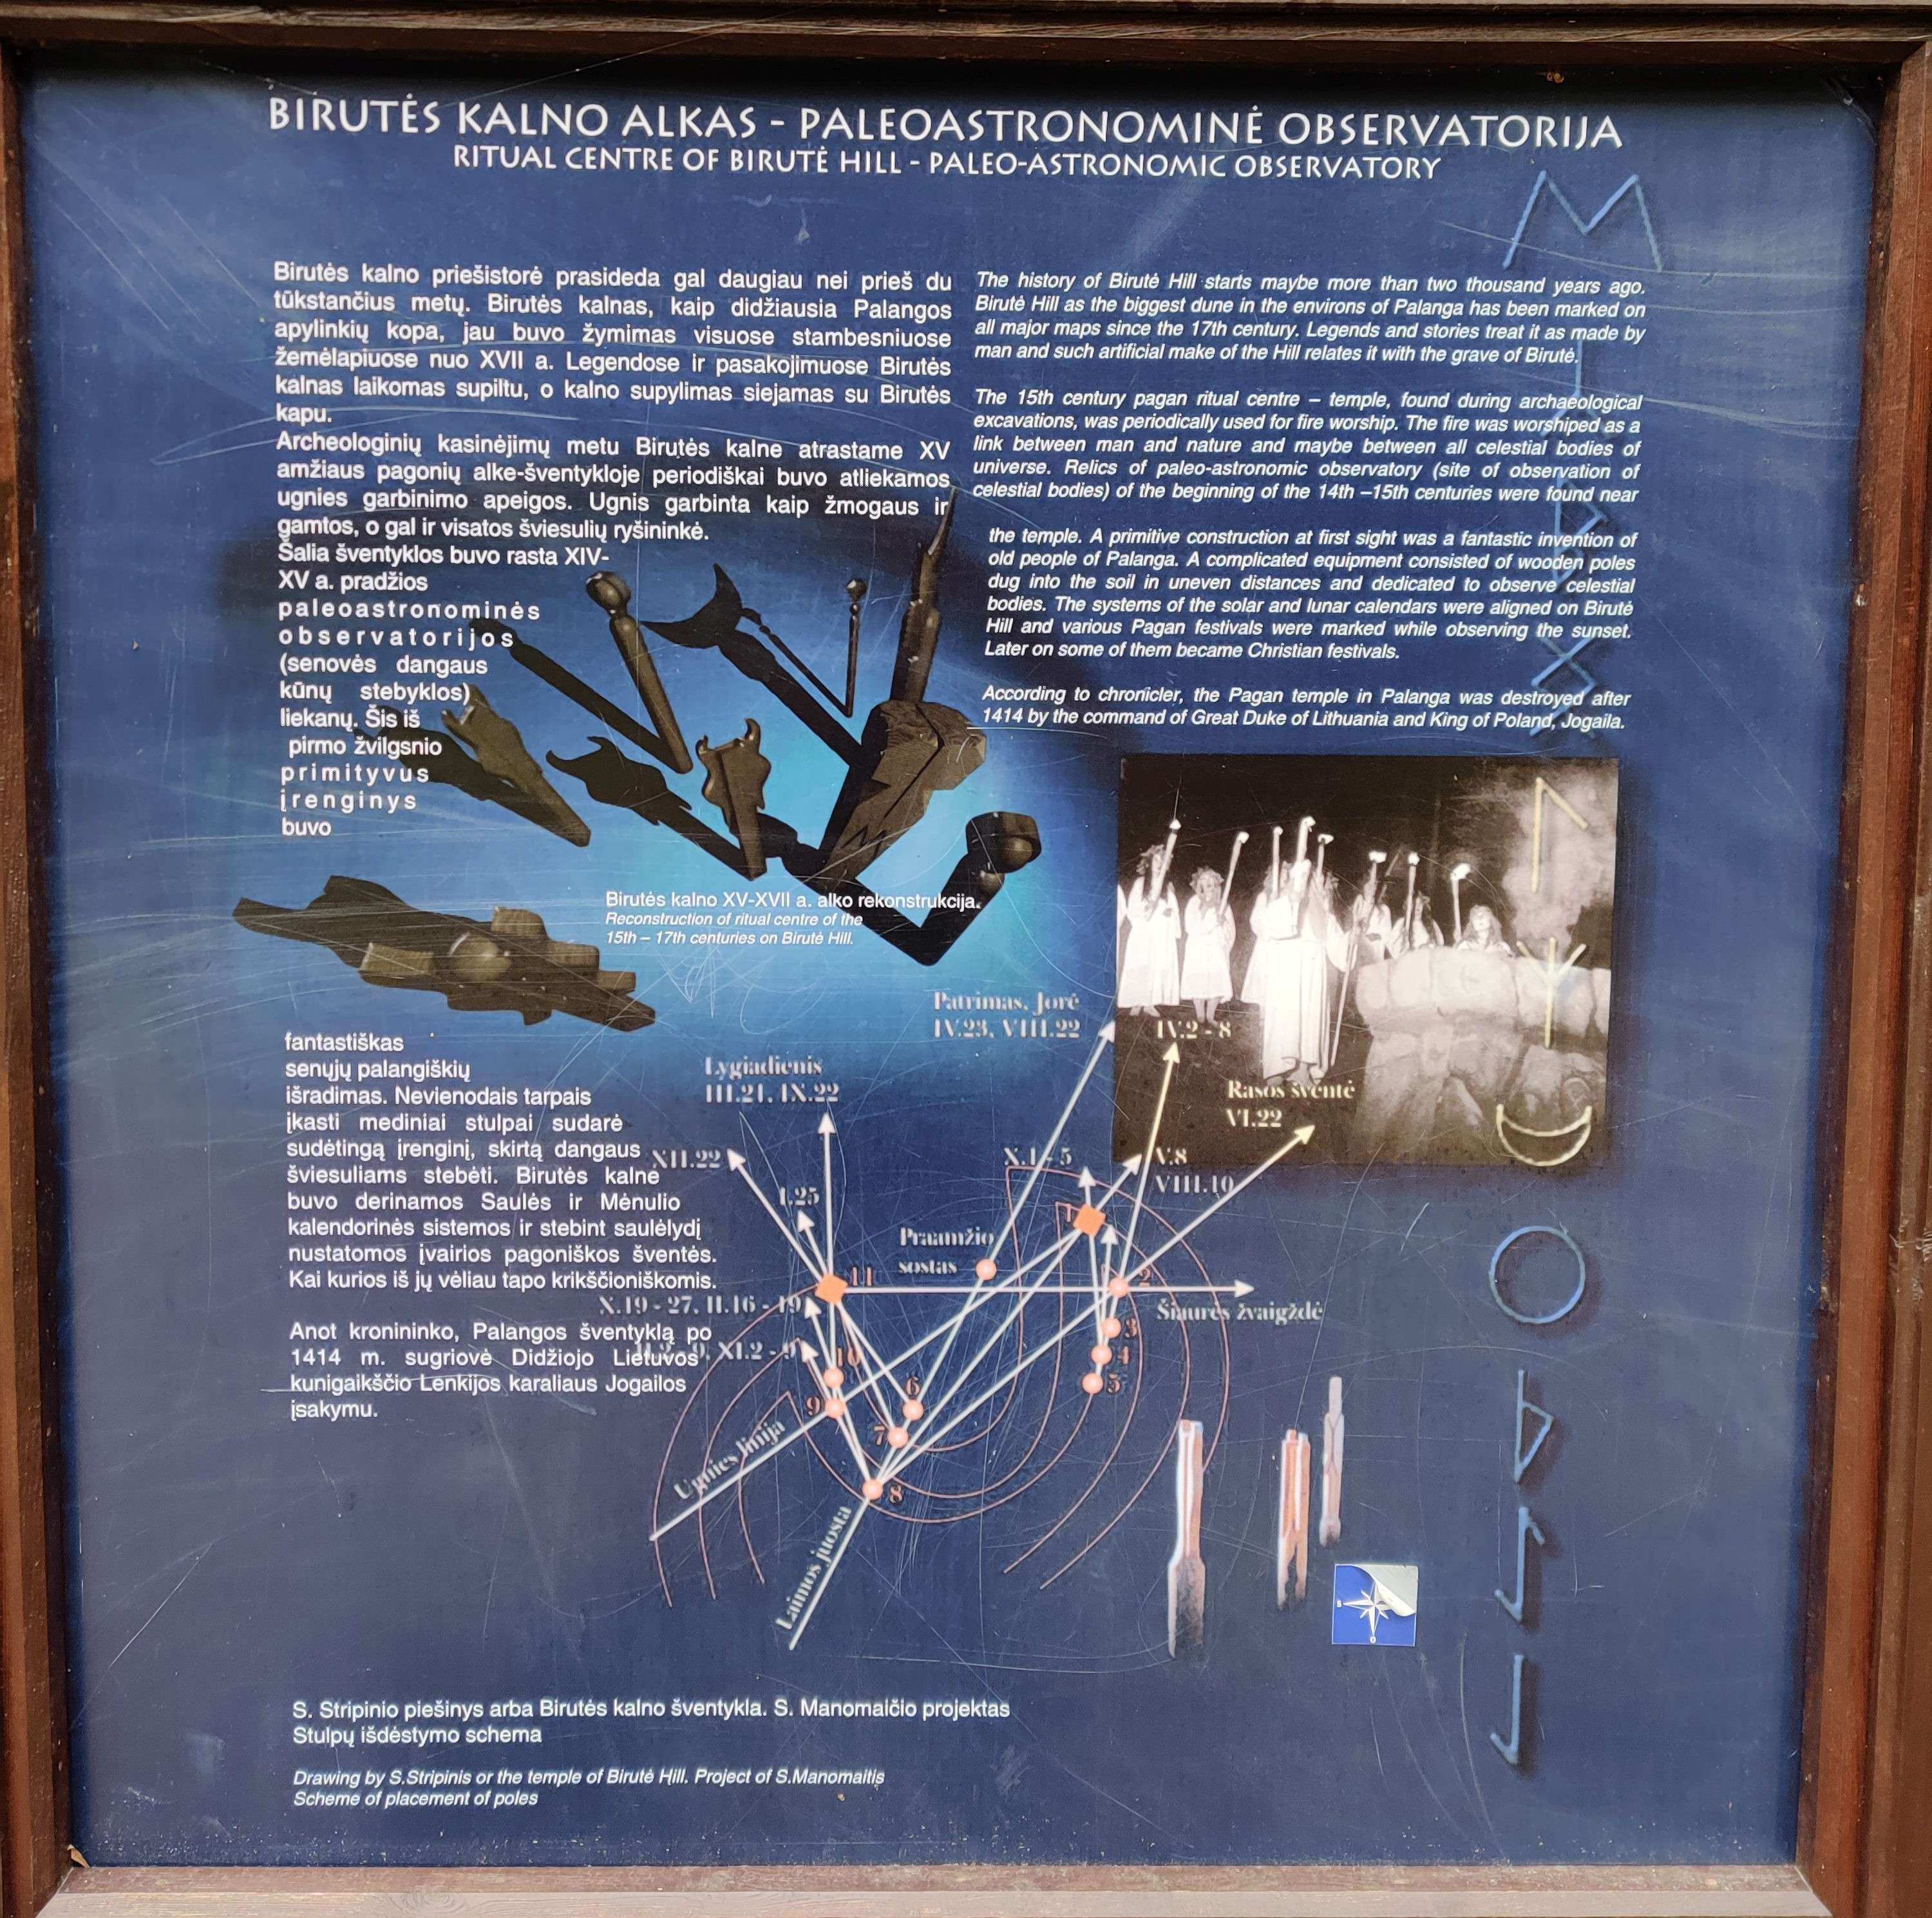 BIRUTĖS KALNO ALKAS - PALEOASTRONOMINĖ OBSERVATORIJA
RITUAL CENTRE OF BIRUTĖ HILL - PALEO-ASTRONOMIC OBSERVATORY
Birutės kalno priešistorė prasideda gal daugiau nei prieš du
tūkstančius metų. Birutės kalnas, kaip didžiausia Palangos
apylinkių kopa, jau buvo žymimas visuose stambesniuose
žemėlapiuose nuo XVII a. Legendose ir pasakojimuose Birutės
kalnas laikomas supiltu, o kalno supylimas siejamas su Birutės
kapu.
Archeologinių kasinėjimų metu Birutės kalne atrastame XV
amžiaus pagonių alke-šventykloje periodiškai buvo atliekamos
ugnies garbinimo apeigos. Ugnis garbinta kaip žmogaus ir
gamtos, o gal ir visatos šviesulių ryšininkė.
Šalia šventyklos buvo rasta XIV-
XV a. pradžios
paleoastronominės
observatorijos
(senovės dangaus
kūnų stebyklos)
liekanų. Šis iš
pirmo žvilgsnio
primityvus
įrenginys
buvo
fantastiškas
senųjų palangiškių
išradimas. Nevienodais tarpais
įkasti mediniai stulpai sudarė
sudėtingą įrenginį, skirtą dangaus
šviesuliams stebėti. Birutės kalne
buvo derinamos Saulės ir Mėnulio
kalendorinės sistemos ir stebint saulėlydį
nustatomos įvairios pagoniškos šventės.
Kai kurios iš jų vėliau tapo krikščioniškomis.
Anot kronininko, Palangos šventyklą po
1414 m. sugriovė Didžiojo Lietuvos
kunigaikščio Lenkijos karaliaus Jogailos
įsakymu.
The history of Birutė Hill starts maybe more than two thousand years ago.
Birutė Hill as the biggest dune in the environs of Palanga has been marked on
all major maps since the 17th century. Legends and stories treat it as made by
man and such artificial make of the Hill relates it with the grave of Birutė.
The 15th century pagan ritual centre – temple, found during archaeological
excavations, was periodically used for fire worship. The fire was worshiped as a
link between man and nature and maybe between all celestial bodies of
universe. Relics of paleo-astronomic observatory (site of observation of
celestial bodies) of the beginning of the 14th –15th centuries were found near
the temple. A primitive construction at first sight was a fantastic invention of
old people of Palanga. A complicated equipment consisted of wooden poles
dug into the soil in uneven distances and dedicated to observe celestial
bodies. The systems of the solar and lunar calendars were aligned on Birutė
Hill and various Pagan festivals were marked while observing the sunset.
Later on some of them became Christian festivals.
According to chronicler, the Pagan temple in Palanga was destroyed after
1414 by the command of Great Duke of Lithuania and King of Poland, Jogaila.
Birutės kalno XV-XVII a. alko rekonstrukcija.
Reconstruction of ritual centre of the
15th – 17th centuries on Birutė Hill.
Patrimas, Jorė
IV.23, VIII.22
IV.2 - 8
Lygiadienis
III.21, IX.22
Rasos šventė
VI.22
XII.22
X.1 - 5
V.8
VIII.10
1.25
1
Praamžio
sostas
11
2
Šiaurės žvaigždė
X.19 - 27, II.16 - 19
3
XI.2 - 9
10
4
5
6
9
7
8
Ugnies linija
Laimos juosta
S. Stripinio piešinys arba Birutės kalno šventykla. S. Manomaičio projektas
Stulpų išdėstymo schema
Drawing by S.Stripinis or the temple of Birutė Hill. Project of S.Manomaitis
Scheme of placement of poles